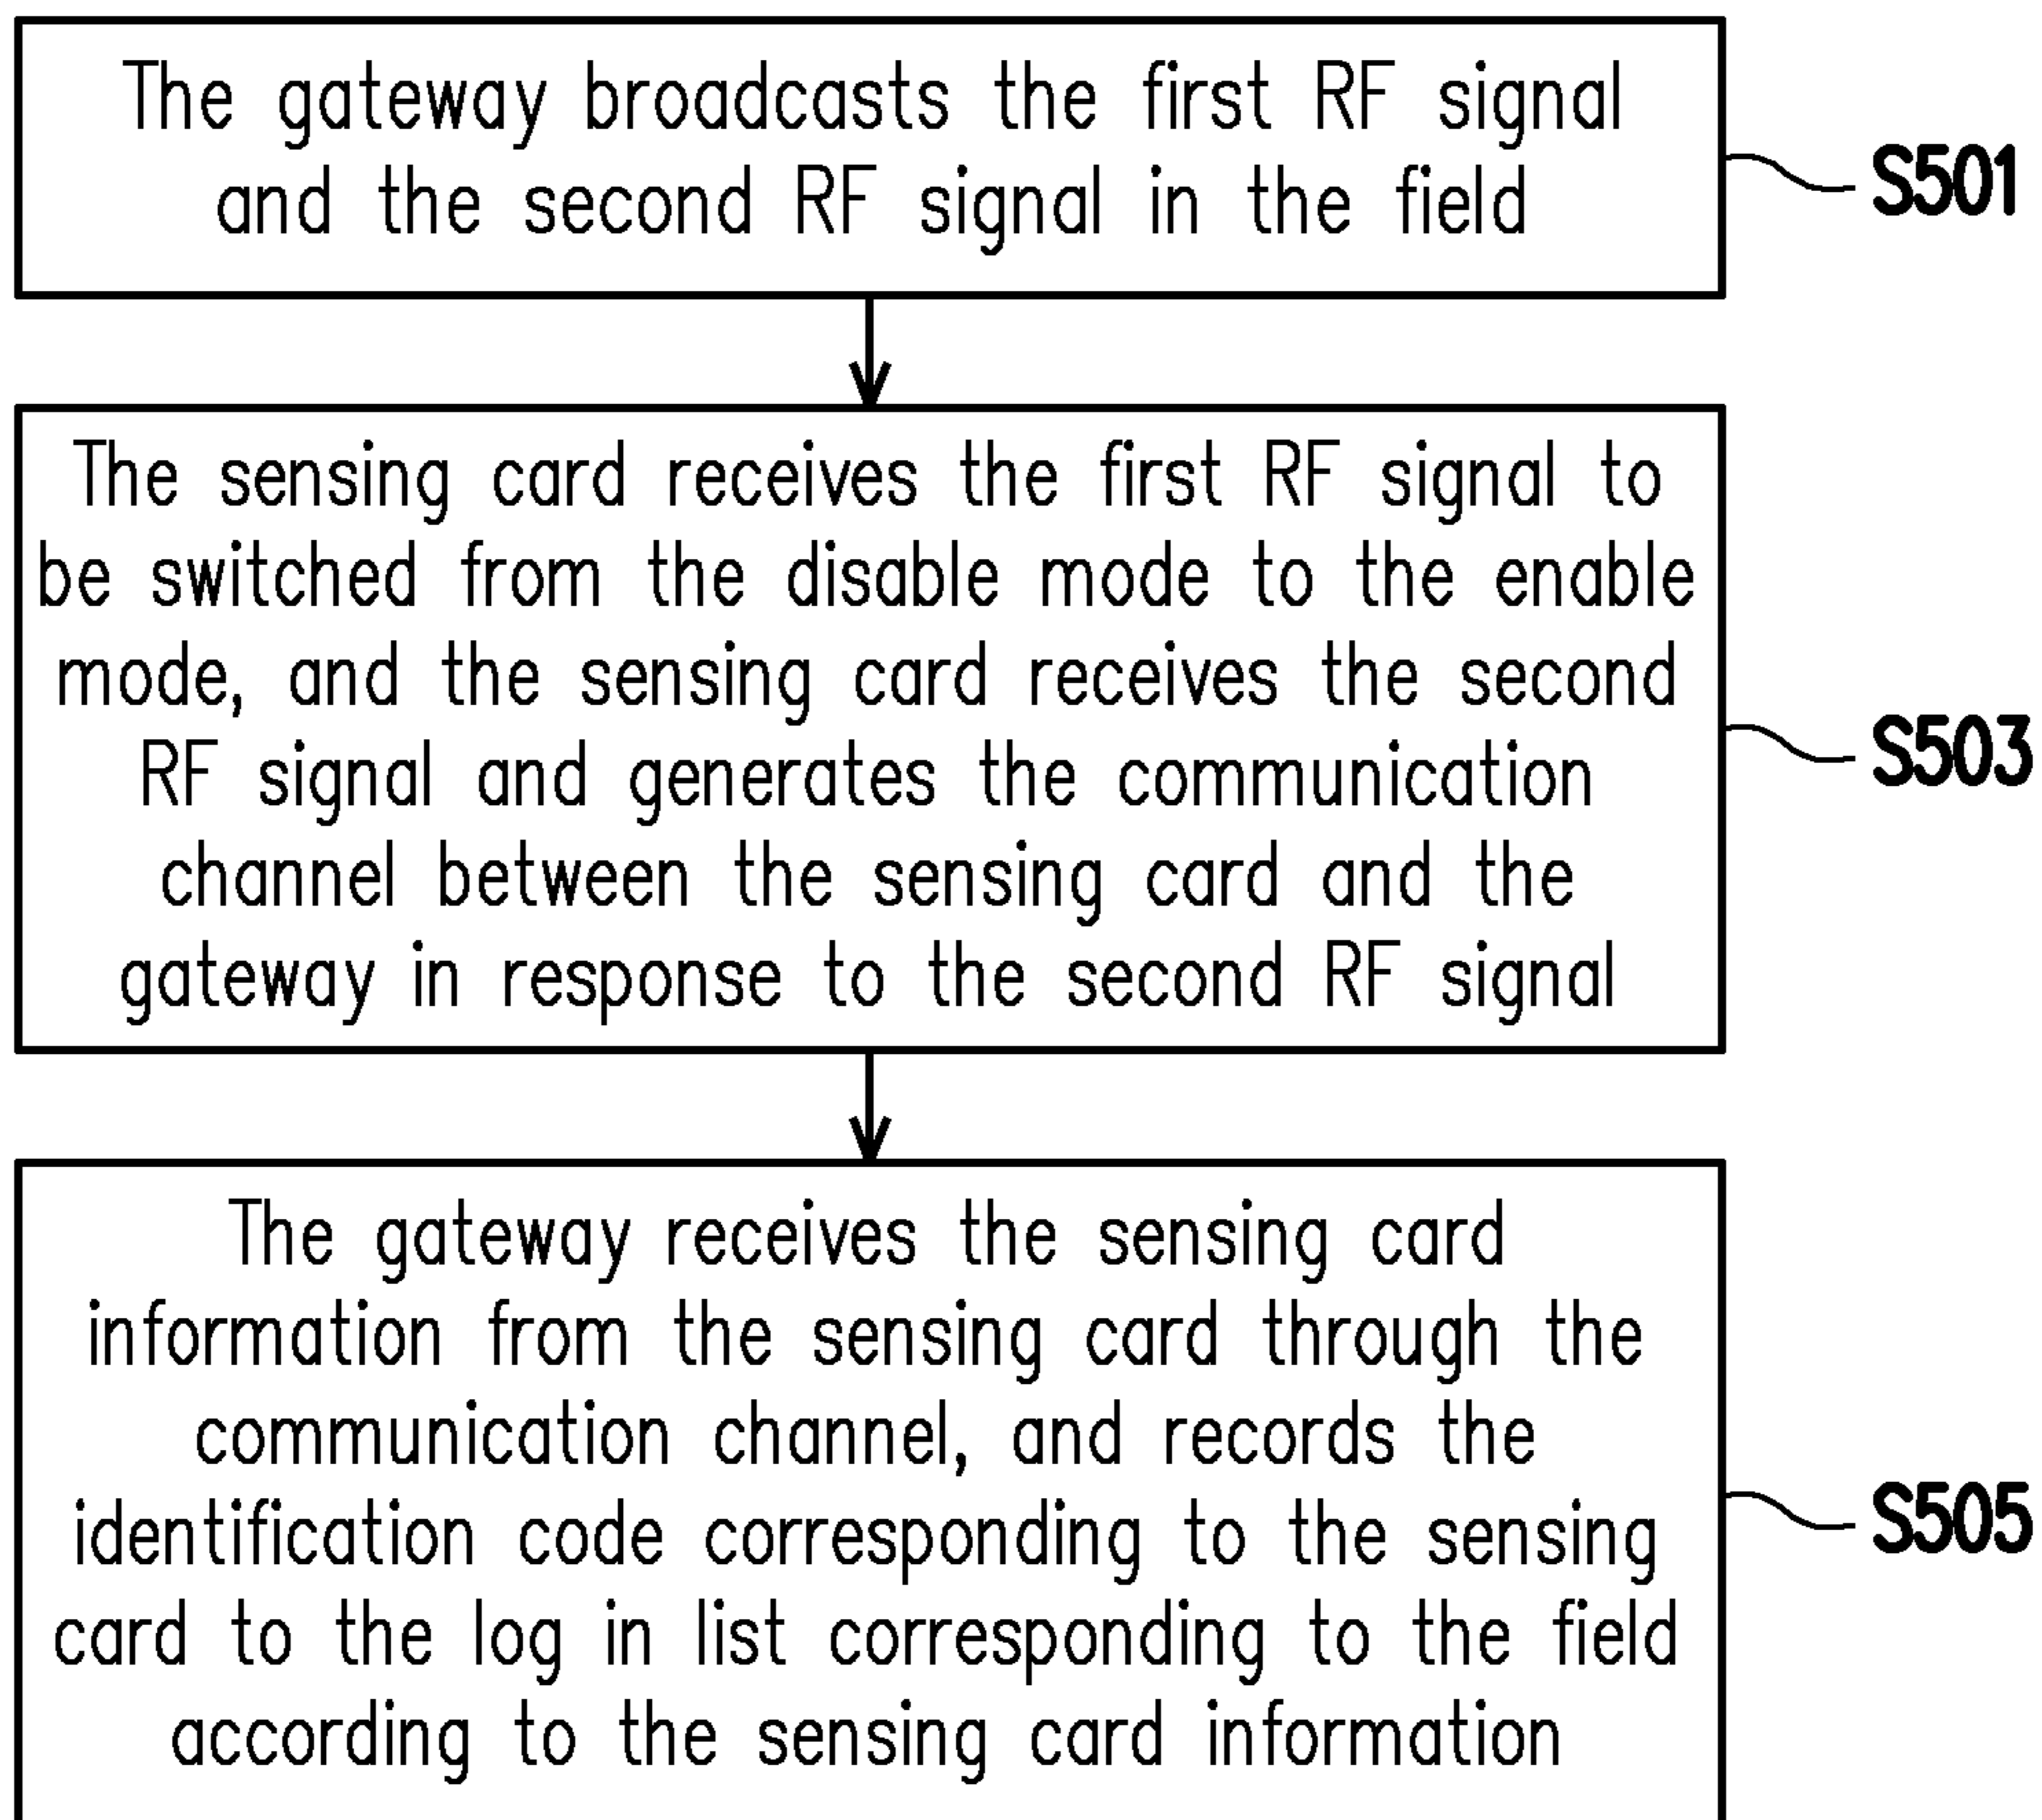 The gateway broadcasts the first RF signal
and the second RF signal in the field
S501
The sensing card receives the first RF signal to
be switched from the disable mode to the enable
mode, and the sensing card receives the second
RF signal and generates the communication
channel between the sensing card and the
gateway in response to the second RF signal
S503
The gateway receives the sensing card
information from the sensing card through the
communication channel, and records the
identification code corresponding to the sensing
card to the log in list corresponding to the field
according to the sensing card information
S505